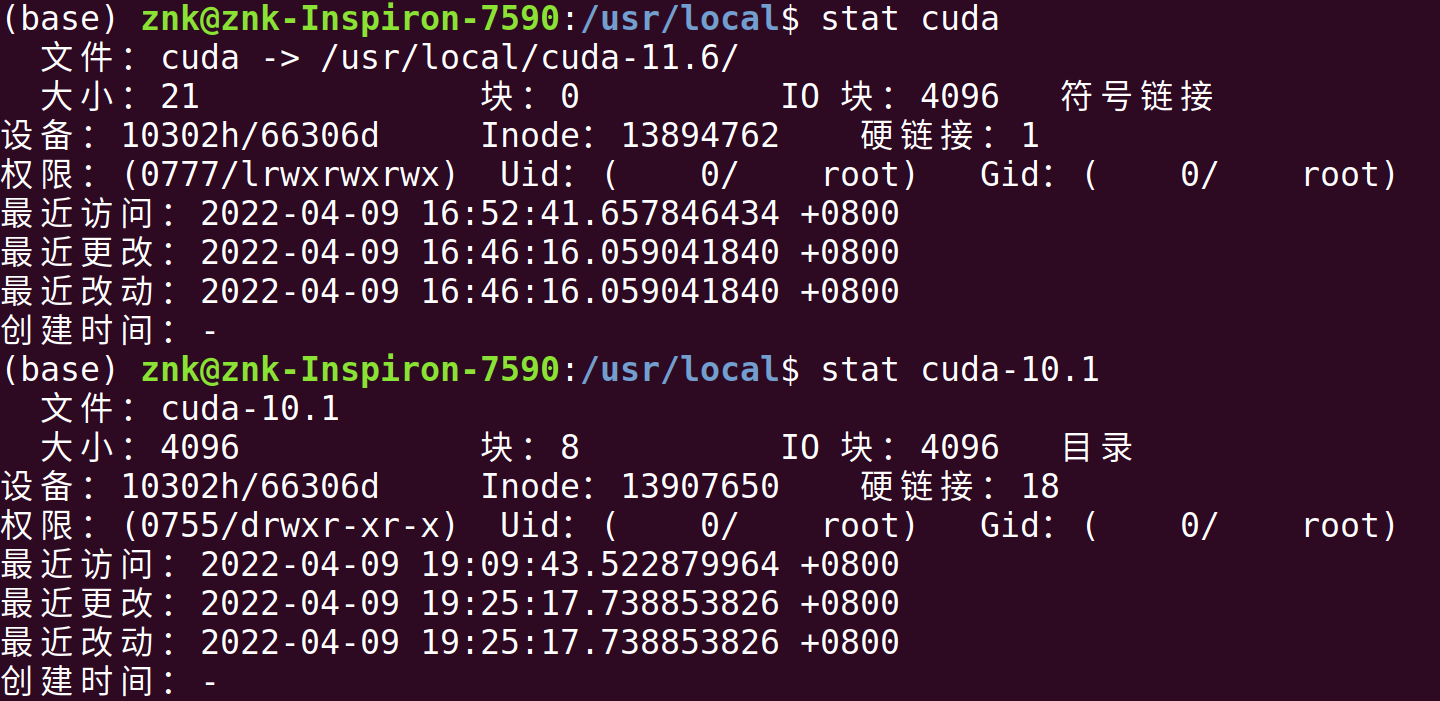 (base) znk@znk-Inspiron-7590:/usr/local$ stat cuda
  文件：cuda -> /usr/local/cuda-11.6/
  大小：21              块：0          IO 块：4096   符号链接
设备：10302h/66306d     Inode：13894762    硬链接：1
权限：(0777/lrwxrwxrwx)  Uid：(    0/    root)   Gid：(    0/    root)
最近访问：2022-04-09 16:52:41.657846434 +0800
最近更改：2022-04-09 16:46:16.059041840 +0800
最近改动：2022-04-09 16:46:16.059041840 +0800
创建时间：-
(base) znk@znk-Inspiron-7590:/usr/local$ stat cuda-10.1
  文件：cuda-10.1
  大小：4096            块：8          IO 块：4096   目录
设备：10302h/66306d     Inode：13907650    硬链接：18
权限：(0755/drwxr-xr-x)  Uid：(    0/    root)   Gid：(    0/    root)
最近访问：2022-04-09 19:09:43.522879964 +0800
最近更改：2022-04-09 19:25:17.738853826 +0800
最近改动：2022-04-09 19:25:17.738853826 +0800
创建时间：-